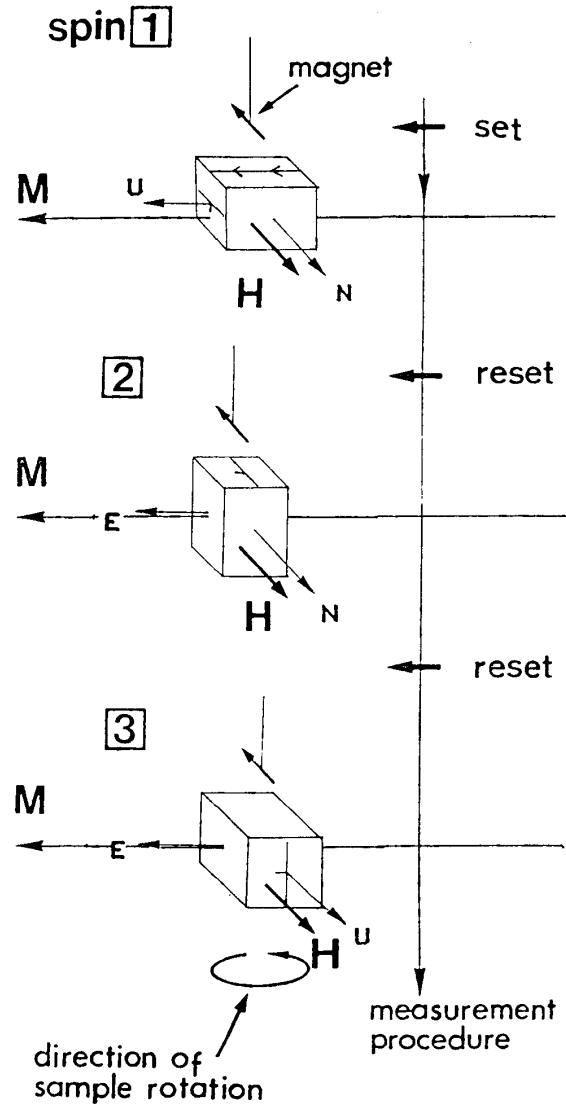 spin 1
magnet
set
M
U
H
N
2
reset
M
E
H
N
reset
3
M
E
H
U
measurement
procedure
direction of
sample rotation